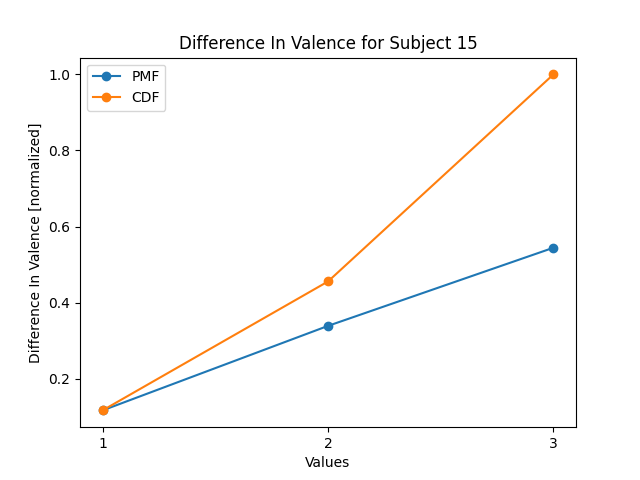 Difference In Valence for Subject 15
PMF
CDF
Difference In Valence [normalized]
1.0
0.8
0.6
0.4
0.2
1 2 3
Values